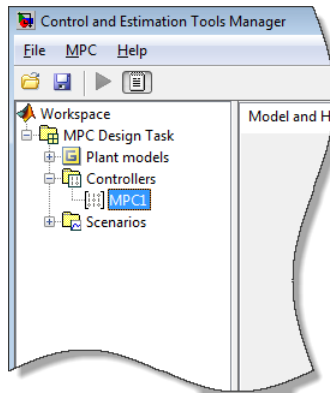 Control and Estimation Tools Manager
File MPC Help
Workspace
MPC Design Task
Plant models
Controllers
MPC1
Scenarios
Model and H